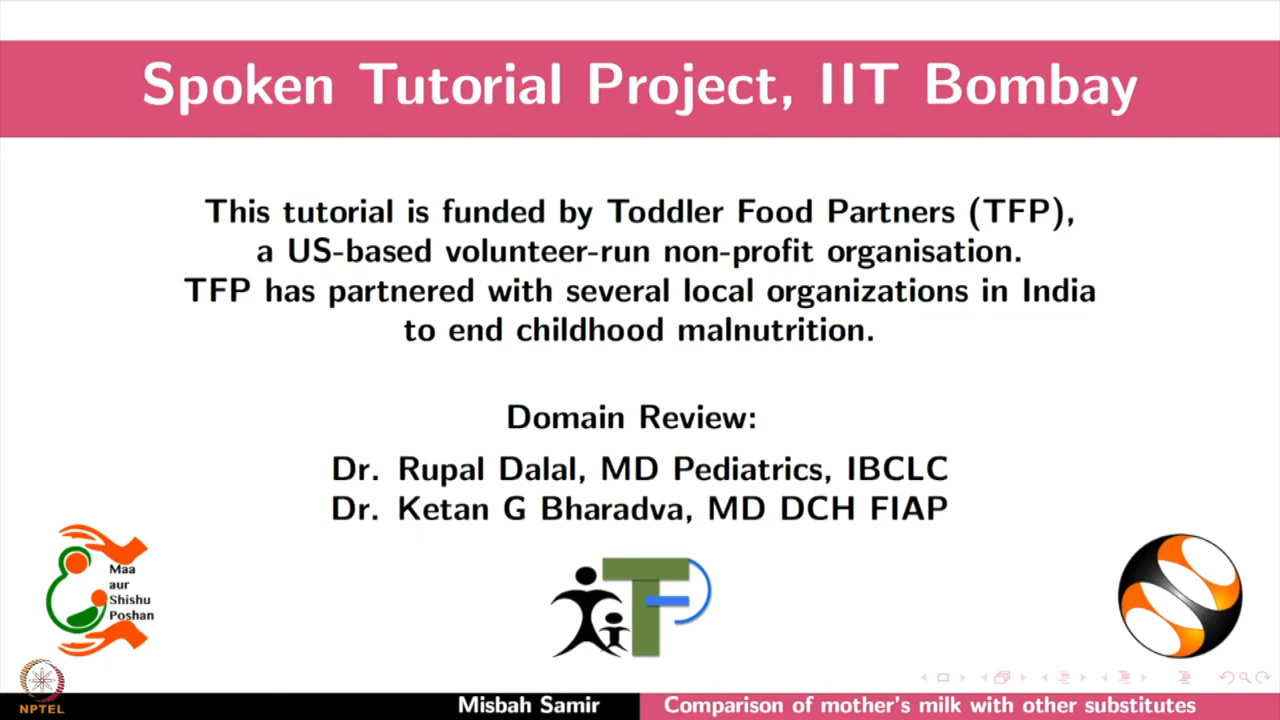 Spoken Tutorial Project, IIT Bombay
This tutorial is funded by Toddler Food Partners (TFP),
a US-based volunteer-run non-profit organisation.
TFP has partnered with several local organizations in India
to end childhood malnutrition.
Domain Review:
Dr. Rupal Dalal, MD Pediatrics, IBCLC
Dr. Ketan G Bharadva, MD DCH FIAP
Maa
aur
Shishu
Poshan
TFP
NPTEL
Misbah Samir
Comparison of mother's milk with other substitutes